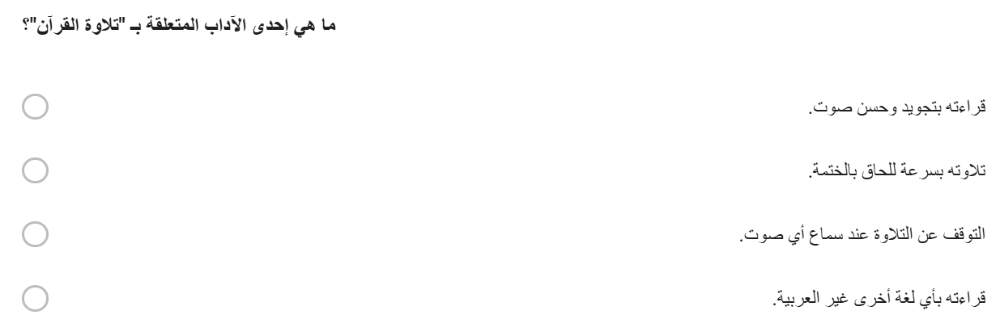 ما هي إحدى الآداب المتعلقة بـ "تلاوة القرآن"؟
قراءته بتجويد وحسن صوت.
تلاوته بسرعة للحاق بالختمة.
التوقف عن التلاوة عند سماع أي صوت.
قراءته بأي لغة أخرى غير العربية.